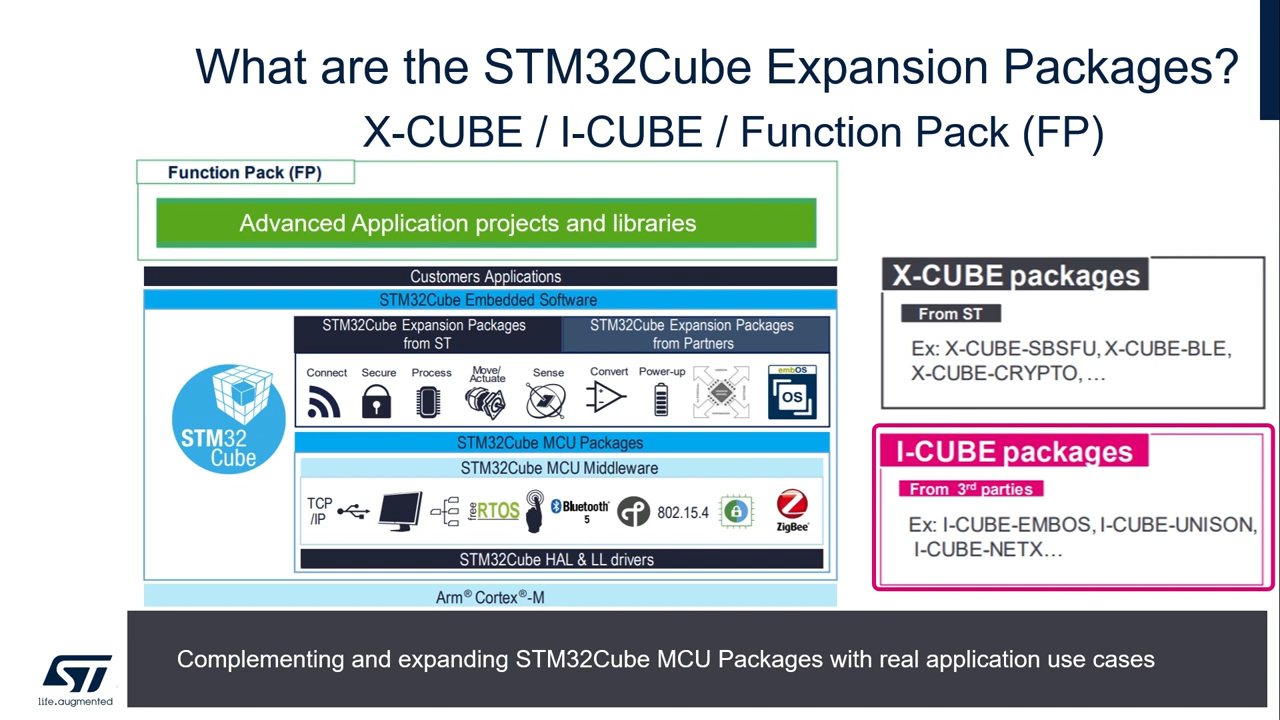 What are the STM32Cube Expansion Packages?
X-CUBE / I-CUBE / Function Pack (FP)
Function Pack (FP)
Advanced Application projects and libraries
Customers Applications
STM32Cube Embedded Software
STM32Cube Expansion Packages
from ST
STM32Cube Expansion Packages
from Partners
Connect
Secure
Process
Move/
Actuate
Sense
Convert
Power-up
embOS
OS
STM32
Cube
STM32Cube MCU Packages
STM32Cube MCU Middleware
TCP
/IP
free RTOS
Bluetooth
5
802.15.4
ZigBee
STM32Cube HAL & LL drivers
Arm® Cortex®-M
X-CUBE packages
From ST
Ex: X-CUBE-SBSFU, X-CUBE-BLE,
X-CUBE-CRYPTO, …
I-CUBE packages
From 3rd parties
Ex: I-CUBE-EMBOS, I-CUBE-UNISON,
I-CUBE-NETX…
Complementing and expanding STM32Cube MCU Packages with real application use cases
ST
life.augmented